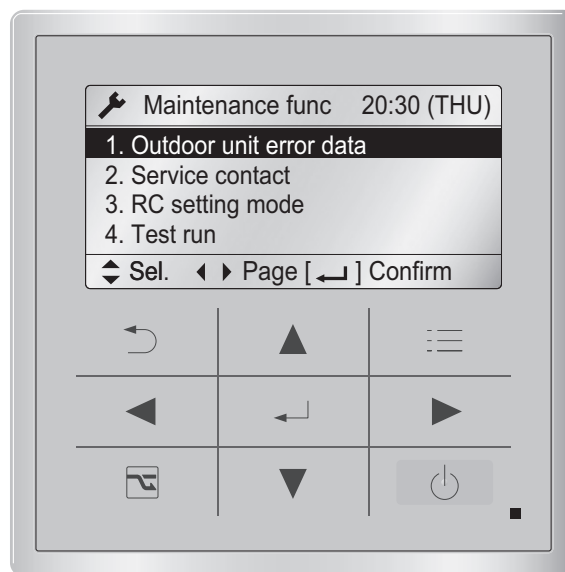 Maintenance func 20:30 (THU)
1. Outdoor unit error data
2. Service contact
3. RC setting mode
4. Test run
Sel. Page [ ] Confirm